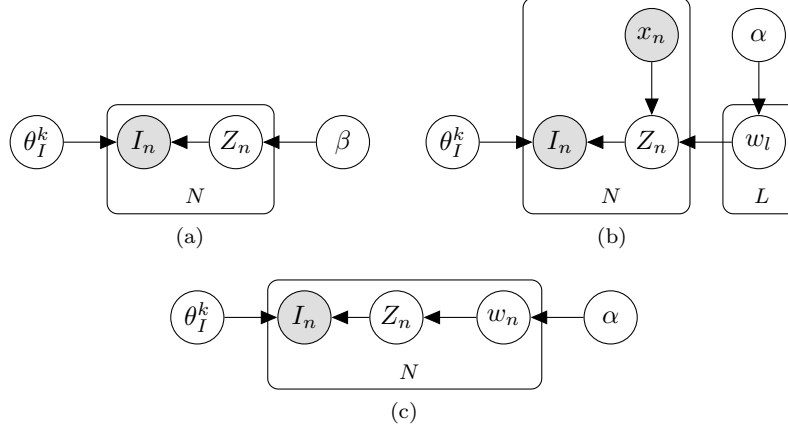 x_n α
θ_I^k I_n Z_n β θ_I^k I_n Z_n w_l
N N L
(a) (b)
θ_I^k I_n Z_n w_n α
N
(c)